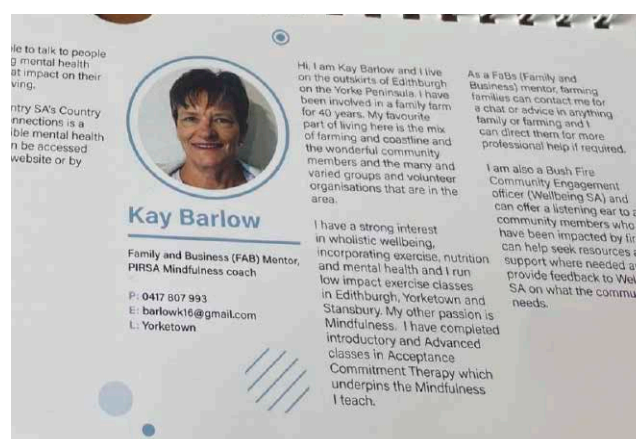 le to talk to people
g mental health
at impact on their
ving.
ntry SA's Country
nnections is a
ible mental health
n be accessed
website or by
Kay Barlow
Family and Business (FAB) Mentor,
PIRSA Mindfulness coach
P: 0417 807 993
E: barlowk16@gmail.com
L: Yorketown
Hi, I am Kay Barlow and I live
on the outskirts of Edithburgh
on the Yorke Peninsula. I have
been involved in a family farm
for 40 years. My favourite
part of living here is the mix
of farming and coastline and
the wonderful community
members and the many and
varied groups and volunteer
organisations that are in the
area.
I have a strong interest
in wholistic wellbeing,
incorporating exercise, nutrition
and mental health and I run
low impact exercise classes
in Edithburgh, Yorketown and
Stansbury. My other passion is
Mindfulness. I have completed
introductory and Advanced
classes in Acceptance
Commitment Therapy which
underpins the Mindfulness
I teach.
As a FaBs (Family and
Business) mentor, farming
families can contact me for
a chat or advice in anything
family or farming and I
can direct them for more
professional help if required.
I am also a Bush Fire
Community Engagement
officer (Wellbeing SA) and
can offer a listening ear to a
community members who
have been impacted by fir
can help seek resources a
support where needed a
provide feedback to Wel
SA on what the commu
needs.